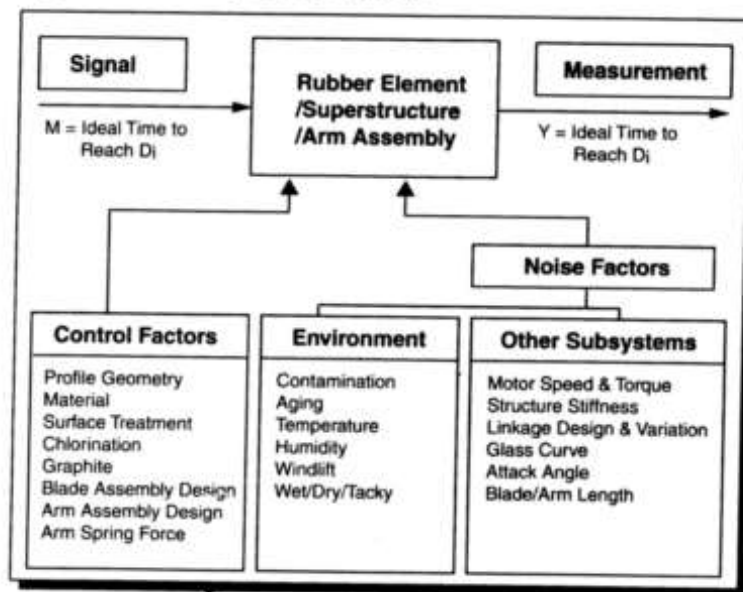 Signal
M = Ideal Time to
Reach Di
Rubber Element
/Superstructure
/Arm Assembly
Measurement
Y = Ideal Time to
Reach Di
Noise Factors
Control Factors
Profile Geometry
Material
Surface Treatment
Chlorination
Graphite
Blade Assembly Design
Arm Assembly Design
Arm Spring Force
Environment
Contamination
Aging
Temperature
Humidity
Windlift
Wet/Dry/Tacky
Other Subsystems
Motor Speed & Torque
Structure Stiffness
Linkage Design & Variation
Glass Curve
Attack Angle
Blade/Arm Length